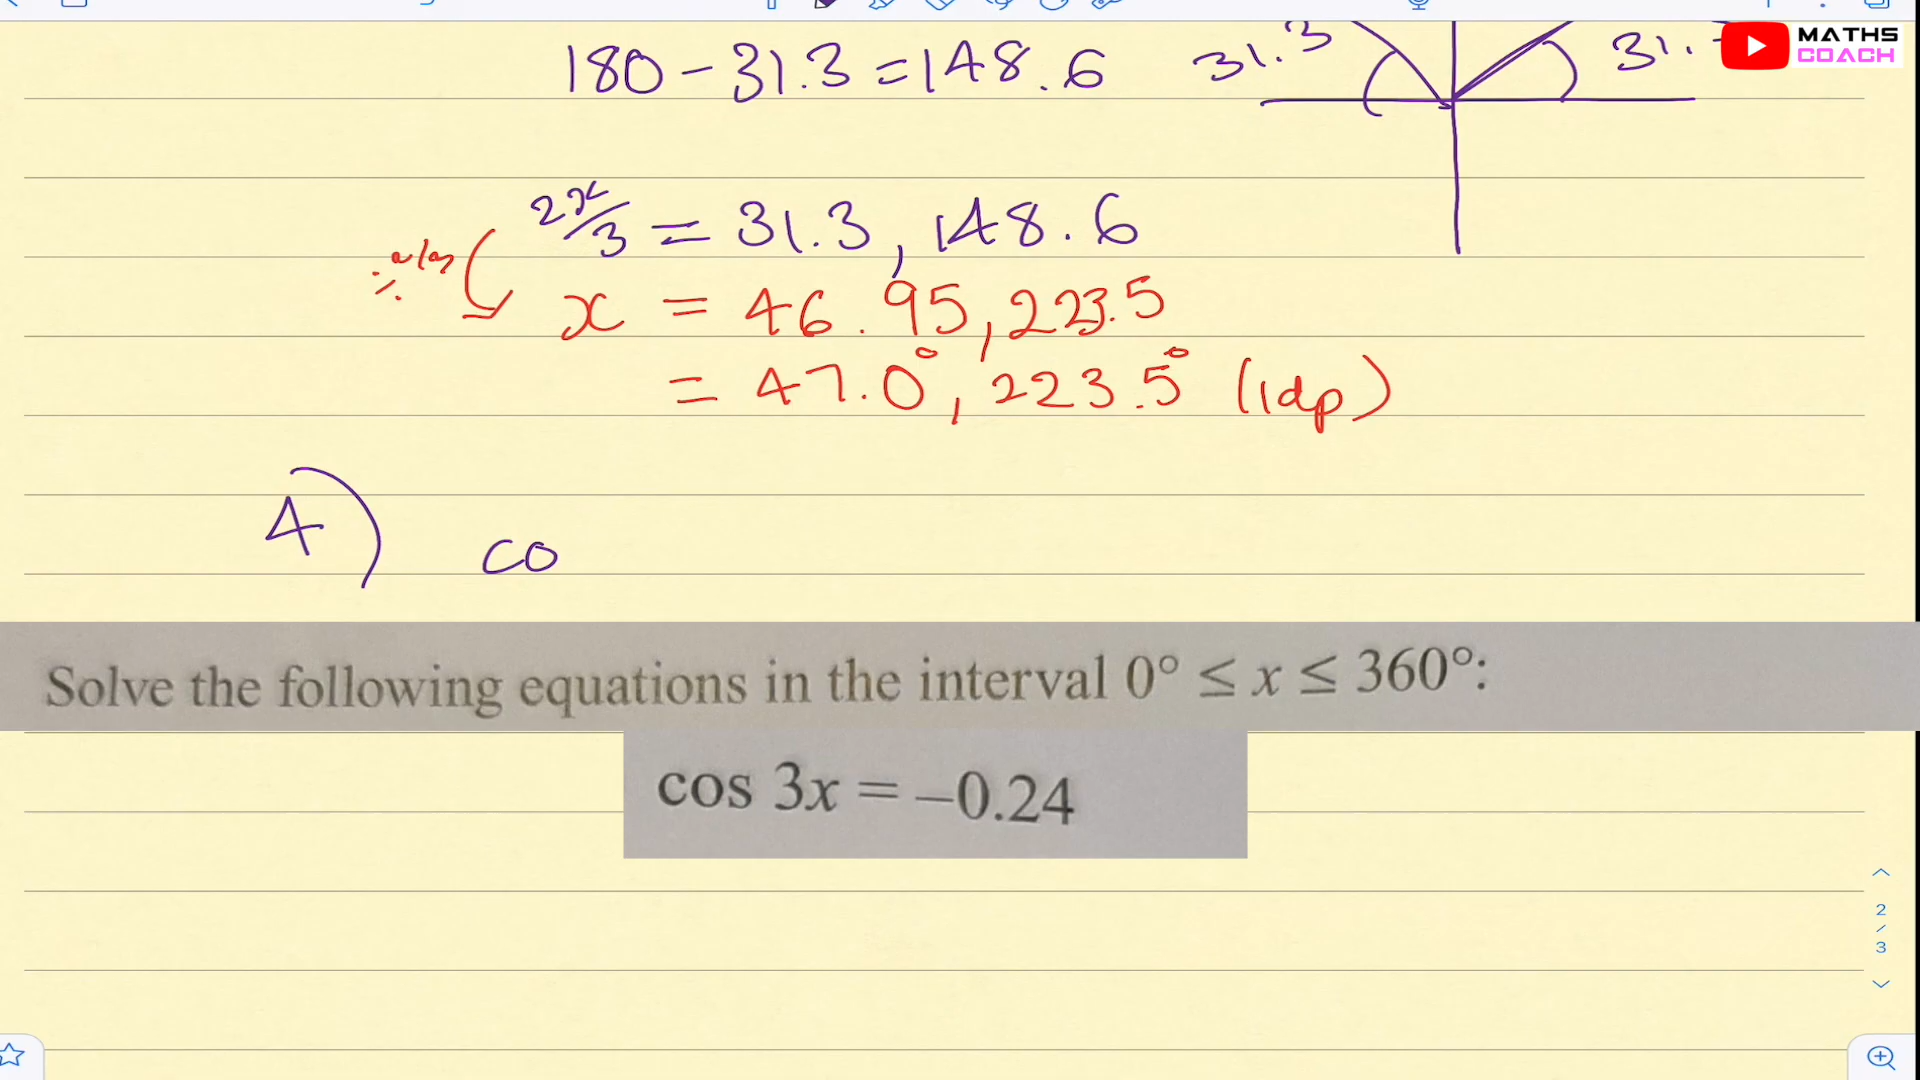 180 - 31.3 = 148.6
31.3
31.
MATHS
COACH
2x/3 = 31.3, 148.6
÷ 2/3
x = 46.95, 223.5
= 47.0°, 223.5° (1dp)
4) co
Solve the following equations in the interval 0° ≤ x ≤ 360°:
cos 3x = –0.24
2
/
3